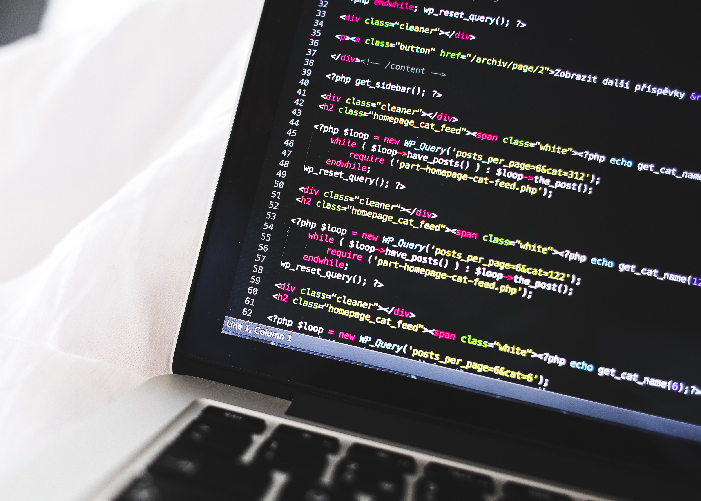 32 <?php endwhile; wp_reset_query(); ?>
33
34 <div class="cleaner"></div>
35
36 <p><a class="button" href="/archiv/page/2">Zobrazit další příspěvky
37
38 </div><!-- /content -->
39
40 <?php get_sidebar(); ?>
41
42 <div class="cleaner"></div>
43 <h2 class="homepage_cat_feed"><span class="white"><?php echo get_cat_name
44
45 <?php $loop = new WP_Query('posts_per_page=6&cat=312');
46 while ( $loop->have_posts() ) : $loop->the_post();
47 require ('part-homepage-cat-feed.php');
48 endwhile;
49 wp_reset_query(); ?>
50
51 <div class="cleaner"></div>
52 <h2 class="homepage_cat_feed"><span class="white"><?php echo get_cat_name(12
53
54 <?php $loop = new WP_Query('posts_per_page=6&cat=122');
55 while ( $loop->have_posts() ) : $loop->the_post();
56 require ('part-homepage-cat-feed.php');
57 endwhile;
58 wp_reset_query(); ?>
59
60 <div class="cleaner"></div>
61 <h2 class="homepage_cat_feed"><span class="white"><?php echo get_cat_name(6);?>
62
<?php $loop = new WP_Query('posts_per_page=6&cat=6');
Line 1, Column 1